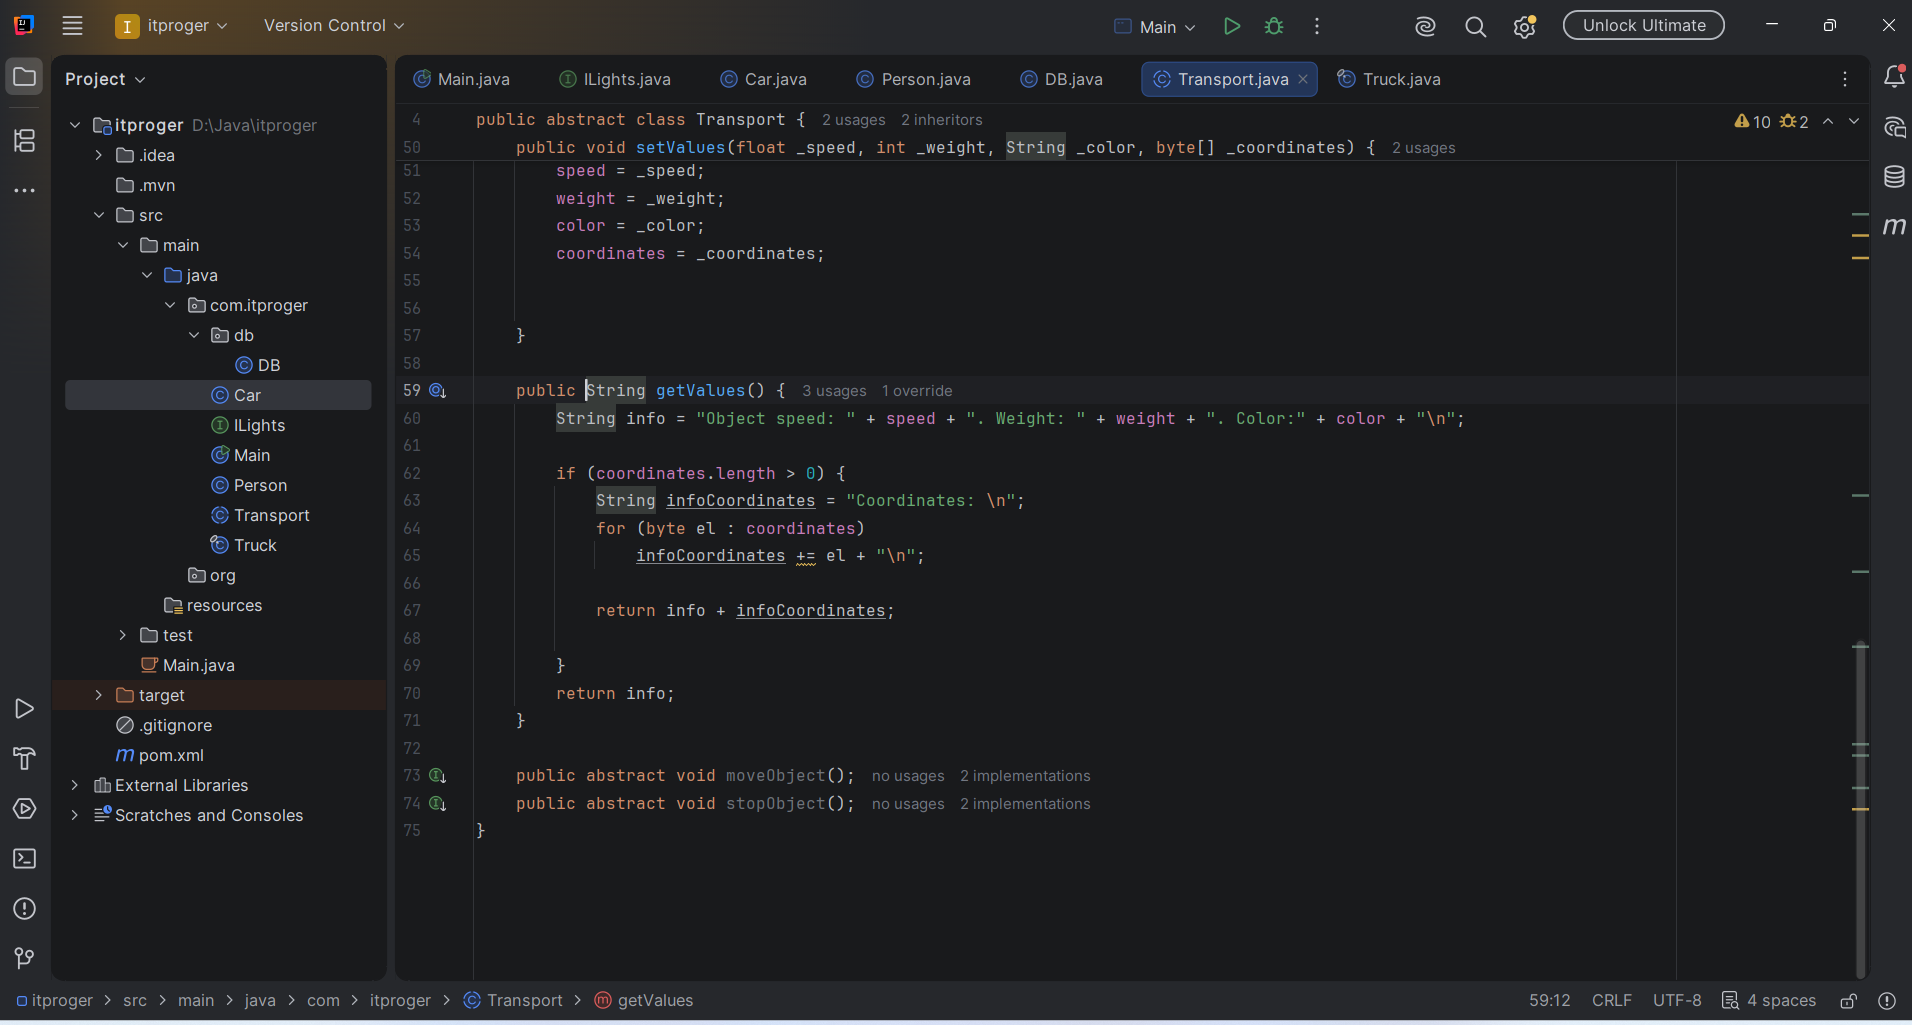 I itproger Version Control Main Unlock Ultimate
Project
itproger D:\Java\itproger
.idea
.mvn
src
main
java
com.itproger
db
DB
Car
ILights
Main
Person
Transport
Truck
org
resources
test
Main.java
target
.gitignore
pom.xml
External Libraries
Scratches and Consoles
Main.java ILights.java Car.java Person.java DB.java Transport.java Truck.java
4 public abstract class Transport { 2 usages 2 inheritors
10 2
50 public void setValues(float _speed, int _weight, String _color, byte[] _coordinates) { 2 usages
51 speed = _speed;
52 weight = _weight;
53 color = _color;
54 coordinates = _coordinates;
55
56
57 }
58
59 public String getValues() { 3 usages 1 override
60 String info = "Object speed: " + speed + ". Weight: " + weight + ". Color:" + color + "\n";
61
62 if (coordinates.length > 0) {
63 String infoCoordinates = "Coordinates: \n";
64 for (byte el : coordinates)
65 infoCoordinates += el + "\n";
66
67 return info + infoCoordinates;
68
69 }
70 return info;
71 }
72
73 public abstract void moveObject(); no usages 2 implementations
74 public abstract void stopObject(); no usages 2 implementations
75 }
itproger > src > main > java > com > itproger > Transport > getValues
59:12 CRLF UTF-8 4 spaces